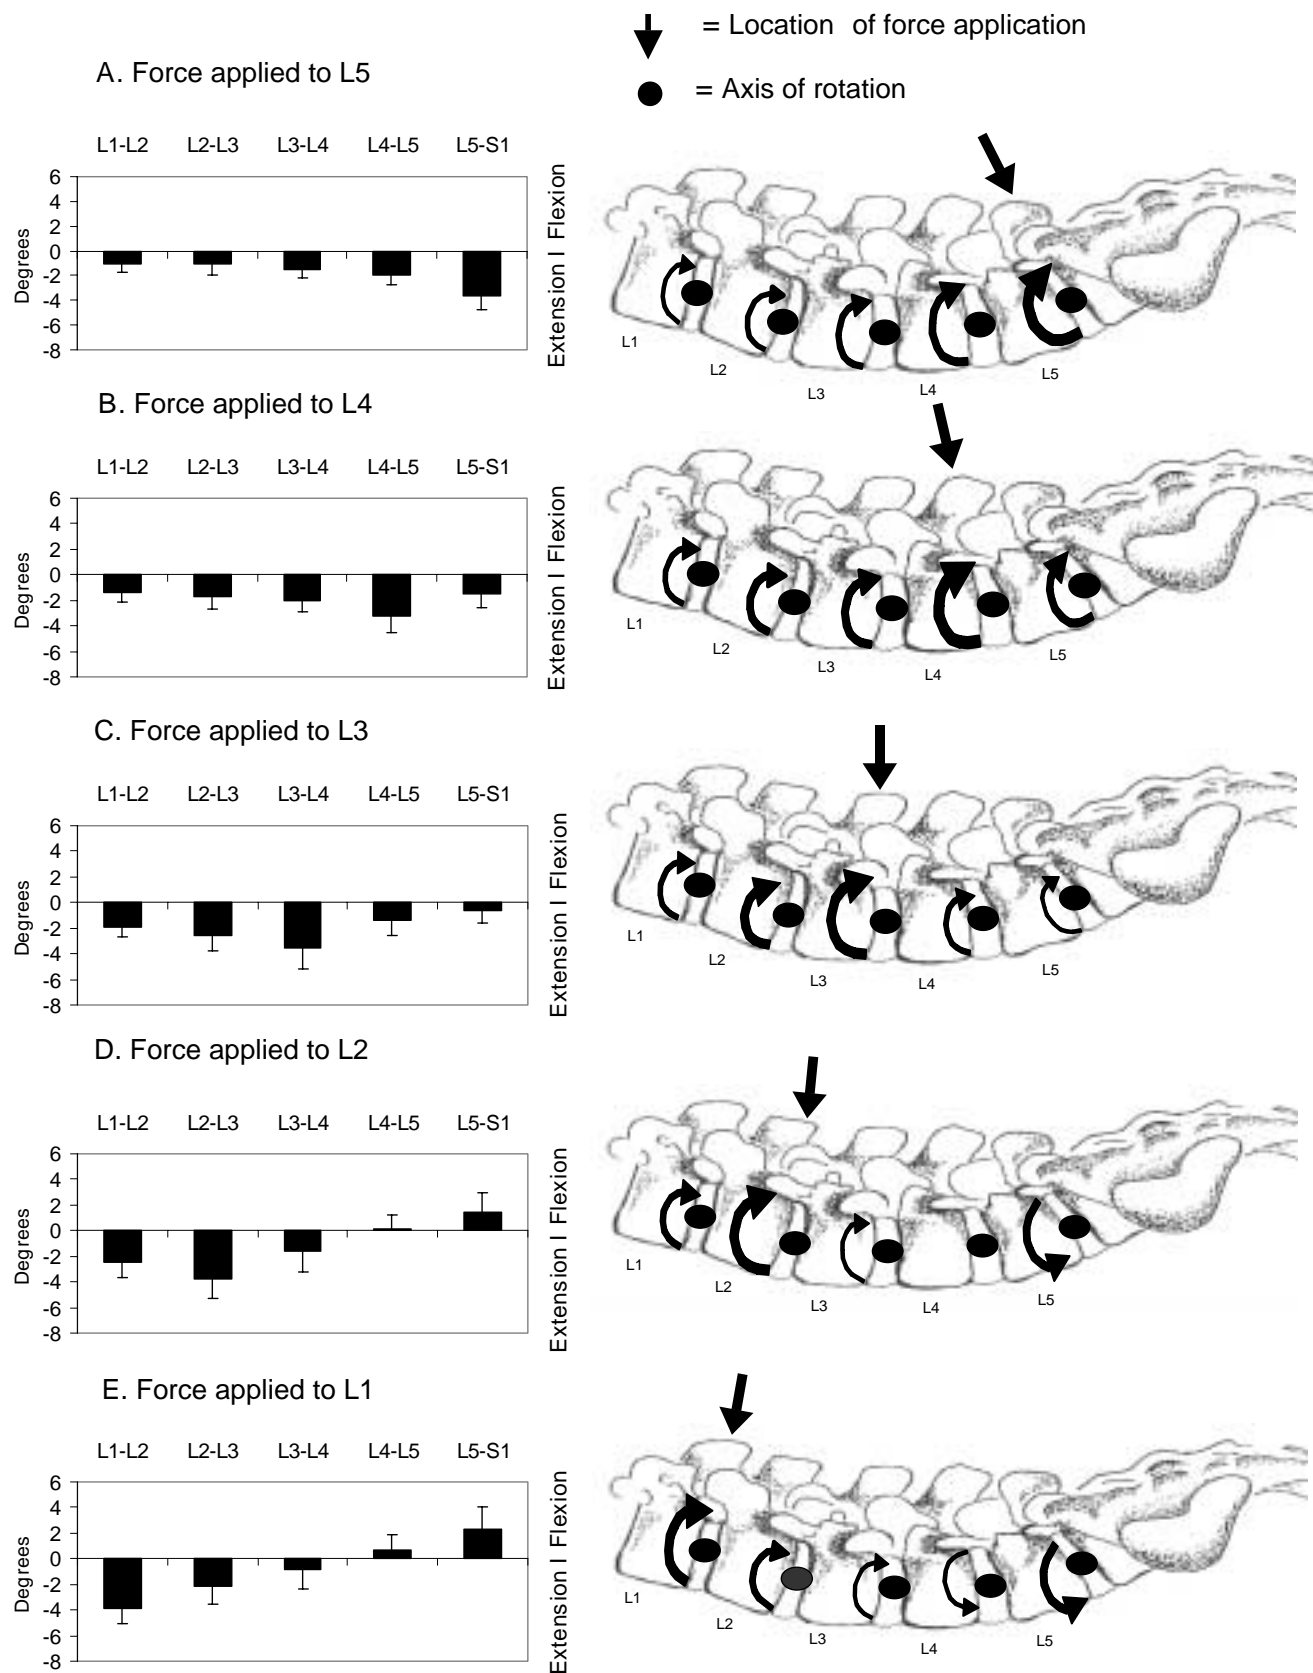 = Location of force application
= Axis of rotation
A. Force applied to L5
L1-L2 L2-L3 L3-L4 L4-L5 L5-S1
6
4
2
0
-2
-4
-6
-8
Degrees
Extension I Flexion
L1
L2
L3
L4
L5
B. Force applied to L4
L1-L2 L2-L3 L3-L4 L4-L5 L5-S1
6
4
2
0
-2
-4
-6
-8
Degrees
Extension I Flexion
L1
L2
L3
L4
L5
C. Force applied to L3
L1-L2 L2-L3 L3-L4 L4-L5 L5-S1
6
4
2
0
-2
-4
-6
-8
Degrees
Extension I Flexion
L1
L2
L3
L4
L5
D. Force applied to L2
L1-L2 L2-L3 L3-L4 L4-L5 L5-S1
6
4
2
0
-2
-4
-6
-8
Degrees
Extension I Flexion
L1
L2
L3
L4
L5
E. Force applied to L1
L1-L2 L2-L3 L3-L4 L4-L5 L5-S1
6
4
2
0
-2
-4
-6
-8
Degrees
Extension I Flexion
L1
L2
L3
L4
L5